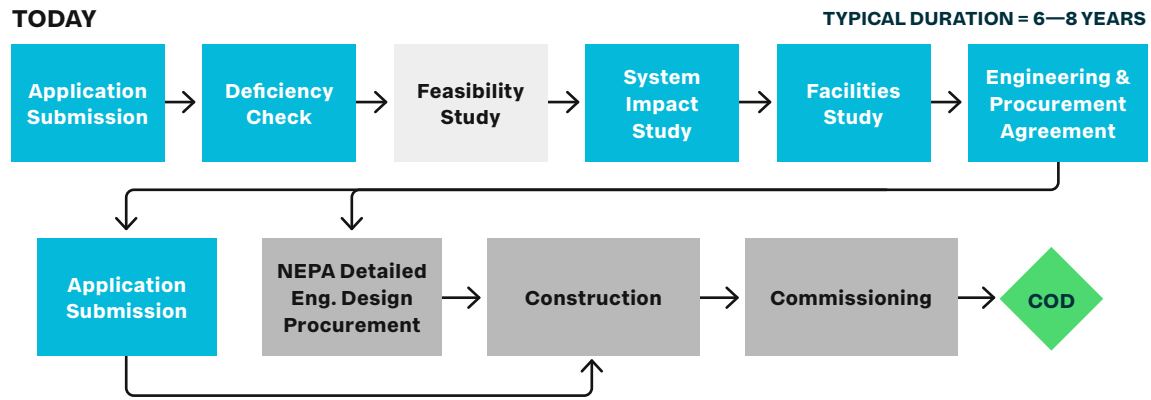 TODAY
TYPICAL DURATION = 6—8 YEARS
Application
Submission
Deficiency
Check
Feasibility
Study
System
Impact
Study
Facilities
Study
Engineering &
Procurement
Agreement
Application
Submission
NEPA Detailed
Eng. Design
Procurement
Construction
Commissioning
COD